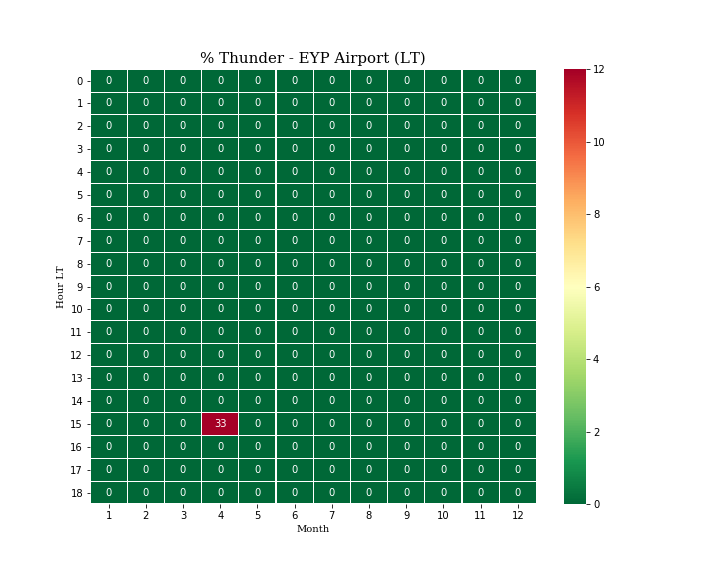 % Thunder - EYP Airport (LT)
0 0 0 0 0 0 0 0 0 0 0 0 0
1 0 0 0 0 0 0 0 0 0 0 0 0
2 0 0 0 0 0 0 0 0 0 0 0 0
3 0 0 0 0 0 0 0 0 0 0 0 0
4 0 0 0 0 0 0 0 0 0 0 0 0
5 0 0 0 0 0 0 0 0 0 0 0 0
6 0 0 0 0 0 0 0 0 0 0 0 0
7 0 0 0 0 0 0 0 0 0 0 0 0
8 0 0 0 0 0 0 0 0 0 0 0 0
9 0 0 0 0 0 0 0 0 0 0 0 0
10 0 0 0 0 0 0 0 0 0 0 0 0
11 0 0 0 0 0 0 0 0 0 0 0 0
12 0 0 0 0 0 0 0 0 0 0 0 0
13 0 0 0 0 0 0 0 0 0 0 0 0
14 0 0 0 0 0 0 0 0 0 0 0 0
15 0 0 0 33 0 0 0 0 0 0 0 0
16 0 0 0 0 0 0 0 0 0 0 0 0
17 0 0 0 0 0 0 0 0 0 0 0 0
18 0 0 0 0 0 0 0 0 0 0 0 0
1 2 3 4 5 6 7 8 9 10 11 12
Month
Hour LT
12
10
8
6
4
2
0